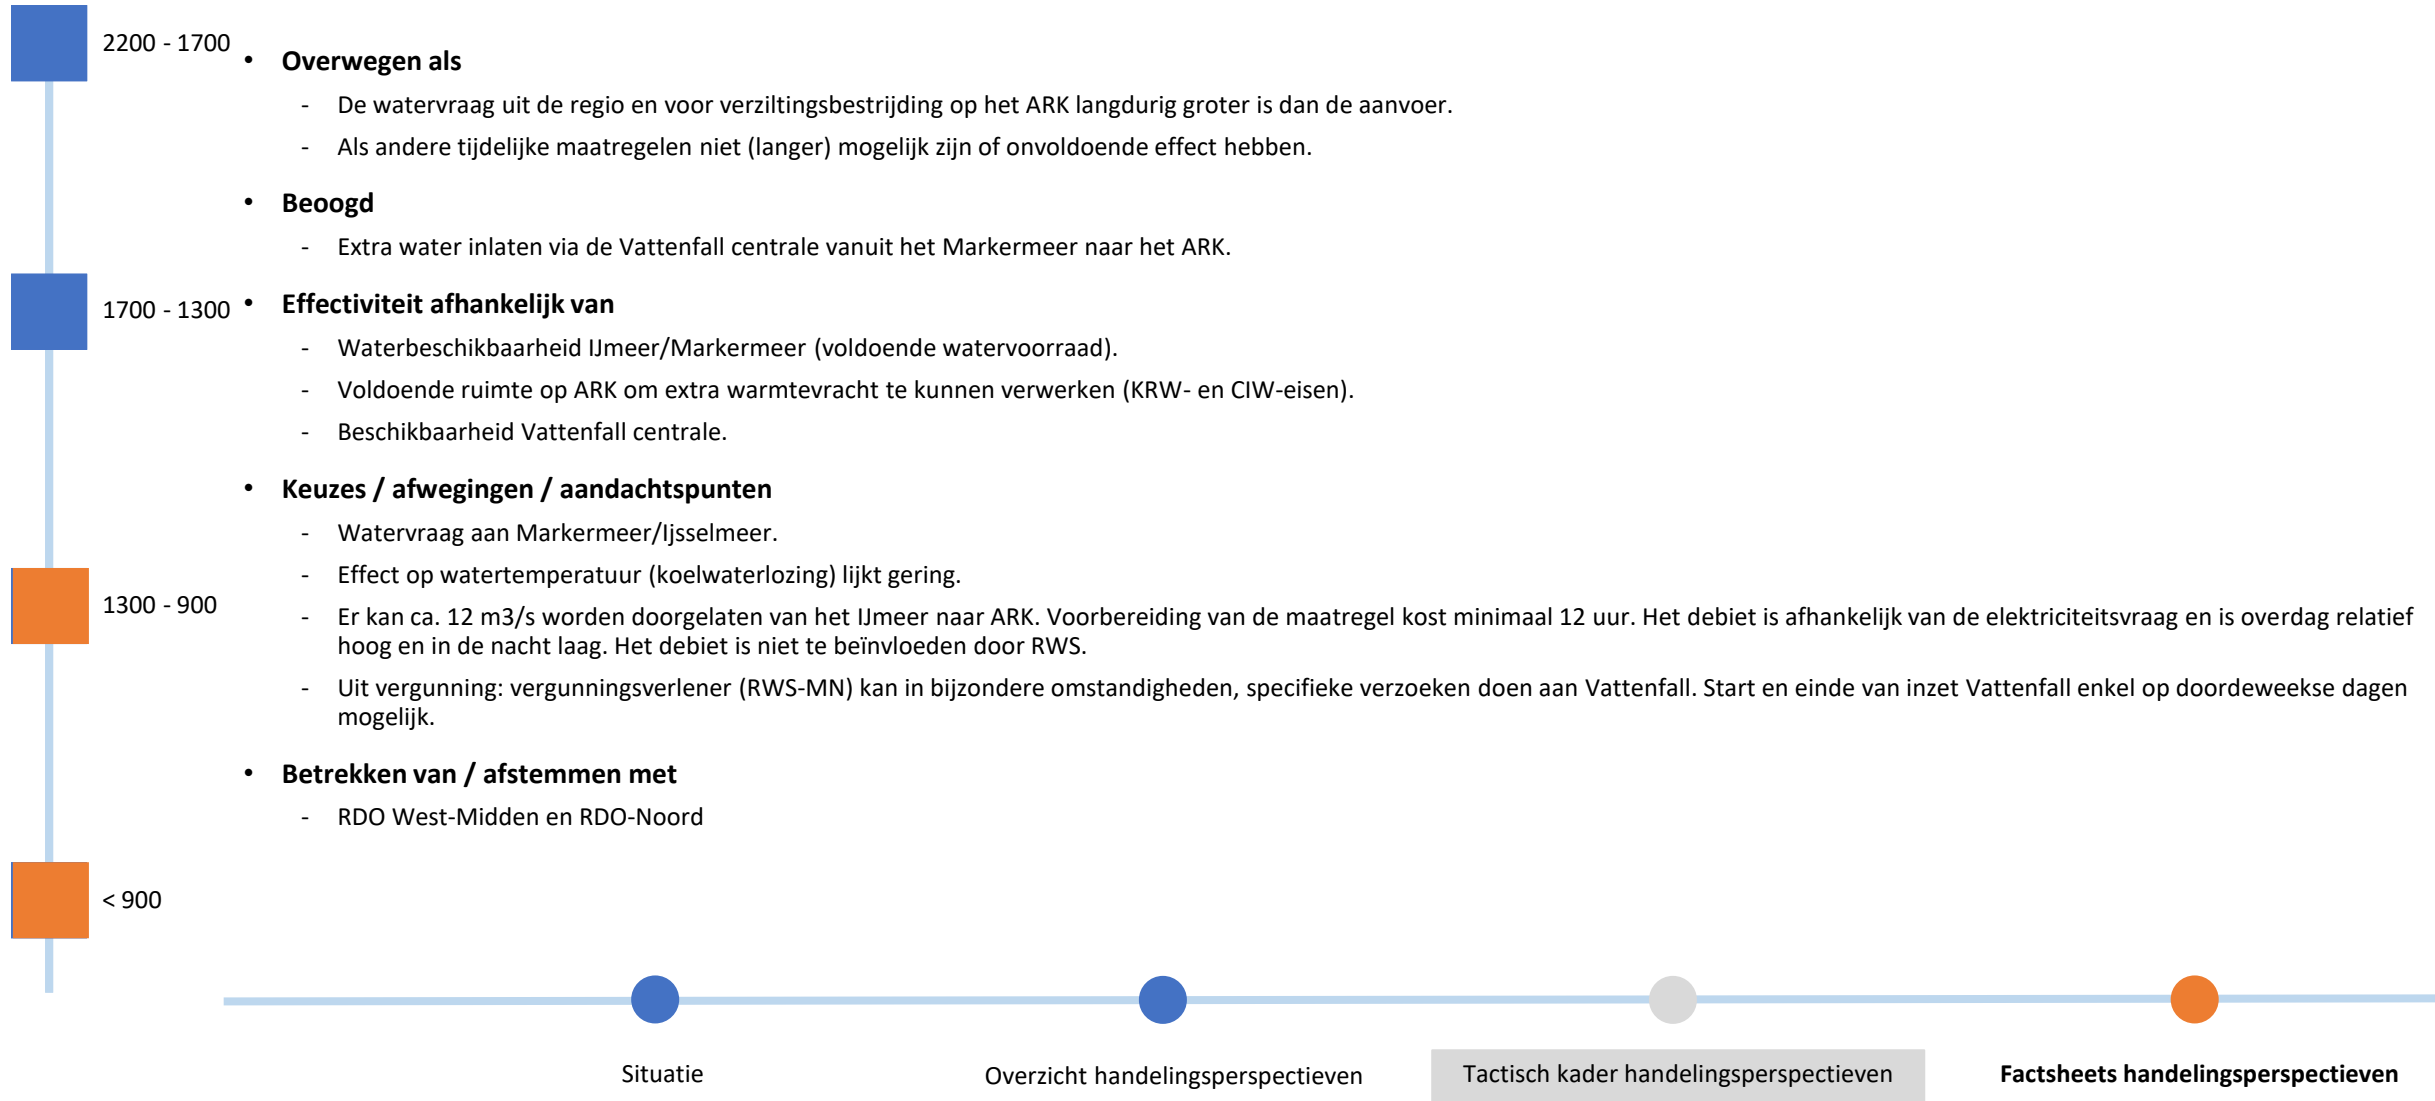 2200 - 1700
• Overwegen als
- De watervraag uit de regio en voor verziltingsbestrijding op het ARK langdurig groter is dan de aanvoer.
- Als andere tijdelijke maatregelen niet (langer) mogelijk zijn of onvoldoende effect hebben.
• Beoogd
- Extra water inlaten via de Vattenfall centrale vanuit het Markermeer naar het ARK.
1700 - 1300
• Effectiviteit afhankelijk van
- Waterbeschikbaarheid IJmeer/Markermeer (voldoende watervoorraad).
- Voldoende ruimte op ARK om extra warmtevracht te kunnen verwerken (KRW- en CIW-eisen).
- Beschikbaarheid Vattenfall centrale.
• Keuzes / afwegingen / aandachtspunten
- Watervraag aan Markermeer/Ijsselmeer.
- Effect op watertemperatuur (koelwaterlozing) lijkt gering.
1300 - 900
- Er kan ca. 12 m3/s worden doorgelaten van het IJmeer naar ARK. Voorbereiding van de maatregel kost minimaal 12 uur. Het debiet is afhankelijk van de elektriciteitsvraag en is overdag relatief
hoog en in de nacht laag. Het debiet is niet te beïnvloeden door RWS.
- Uit vergunning: vergunningsverlener (RWS-MN) kan in bijzondere omstandigheden, specifieke verzoeken doen aan Vattenfall. Start en einde van inzet Vattenfall enkel op doordeweekse dagen
mogelijk.
• Betrekken van / afstemmen met
- RDO West-Midden en RDO-Noord
< 900
Situatie
Overzicht handelingsperspectieven
Tactisch kader handelingsperspectieven
Factsheets handelingsperspectieven